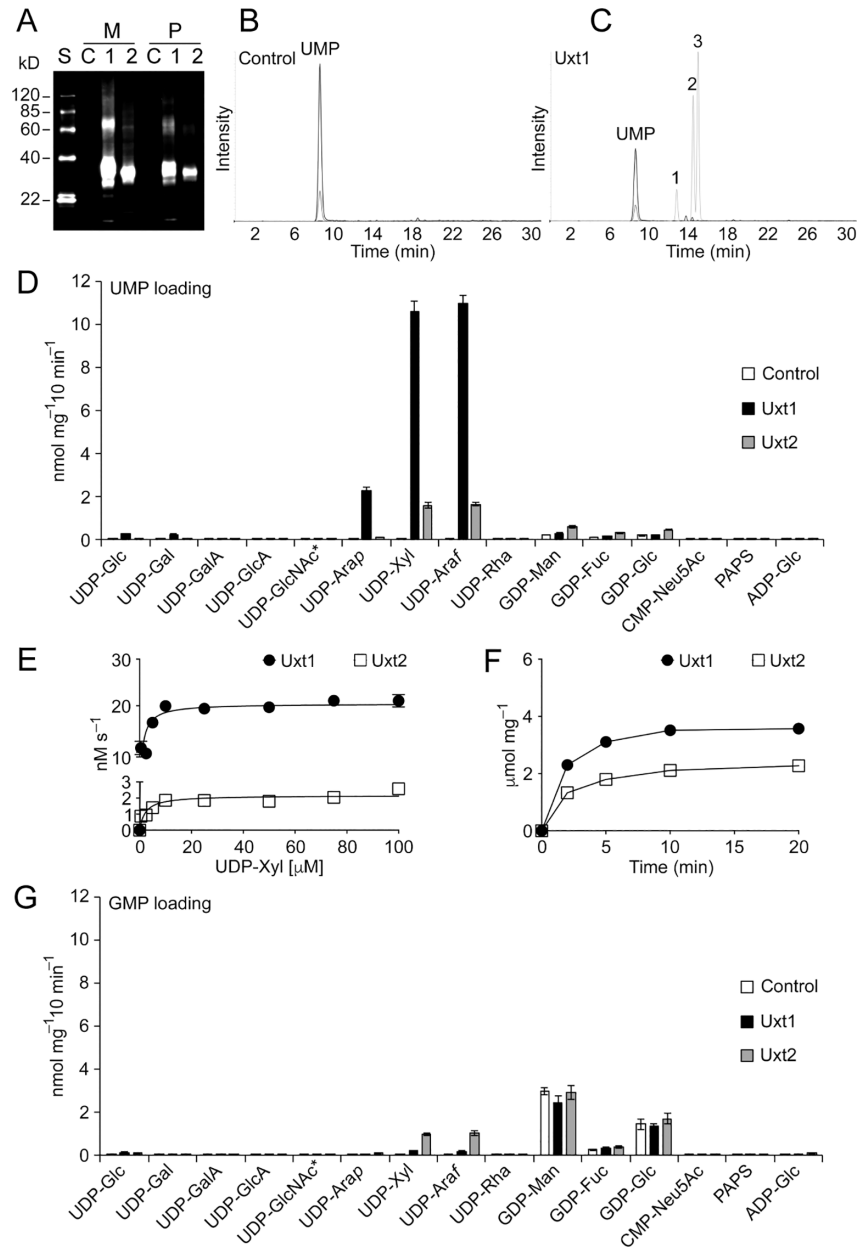 A
M P
kD S C 1 2 C 1 2
120
85
60
40
22
B
Control
UMP
Intensity
2 6 10 14 18 22 26 30
Time (min)
C
Uxt1
UMP
1
2
3
Intensity
2 6 10 14 18 22 26 30
Time (min)
D
UMP loading
nmol mg⁻¹10 min⁻¹
12
10
8
6
4
2
0
Control
Uxt1
Uxt2
UDP-Glc
UDP-Gal
UDP-GalA
UDP-GlcA
UDP-GlcNAc*
UDP-Arap
UDP-Xyl
UDP-Araf
UDP-Rha
GDP-Man
GDP-Fuc
GDP-Glc
CMP-Neu5Ac
PAPS
ADP-Glc
E
Uxt1 Uxt2
nM s⁻¹
30
20
10
3
2
1
0
0 20 40 60 80 100
UDP-Xyl [µM]
F
Uxt1 Uxt2
µmol mg⁻¹
6
4
2
0
0 5 10 15 20
Time (min)
G
GMP loading
nmol mg⁻¹10 min⁻¹
12
10
8
6
4
2
0
Control
Uxt1
Uxt2
UDP-Glc
UDP-Gal
UDP-GalA
UDP-GlcA
UDP-GlcNAc*
UDP-Arap
UDP-Xyl
UDP-Araf
UDP-Rha
GDP-Man
GDP-Fuc
GDP-Glc
CMP-Neu5Ac
PAPS
ADP-Glc